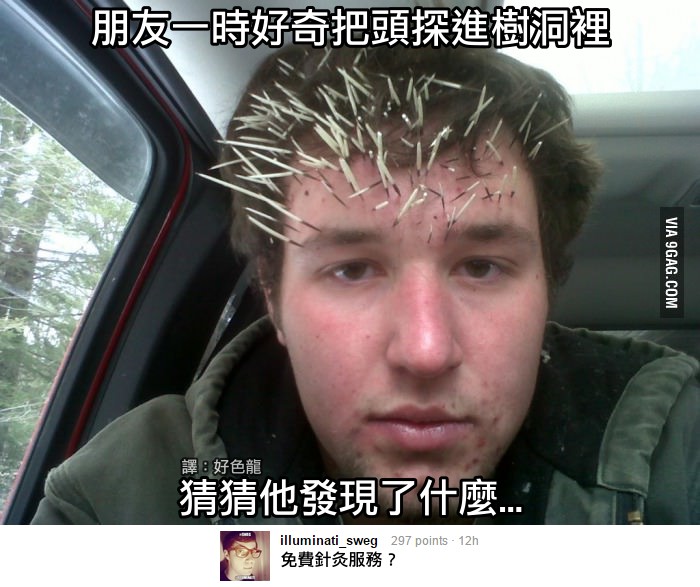 朋友一時好奇把頭探進樹洞裡
VIA 9GAG.COM
譯：好色龍
猜猜他發現了什麼...
illuminati_sweg 297 points · 12h
免費針灸服務？